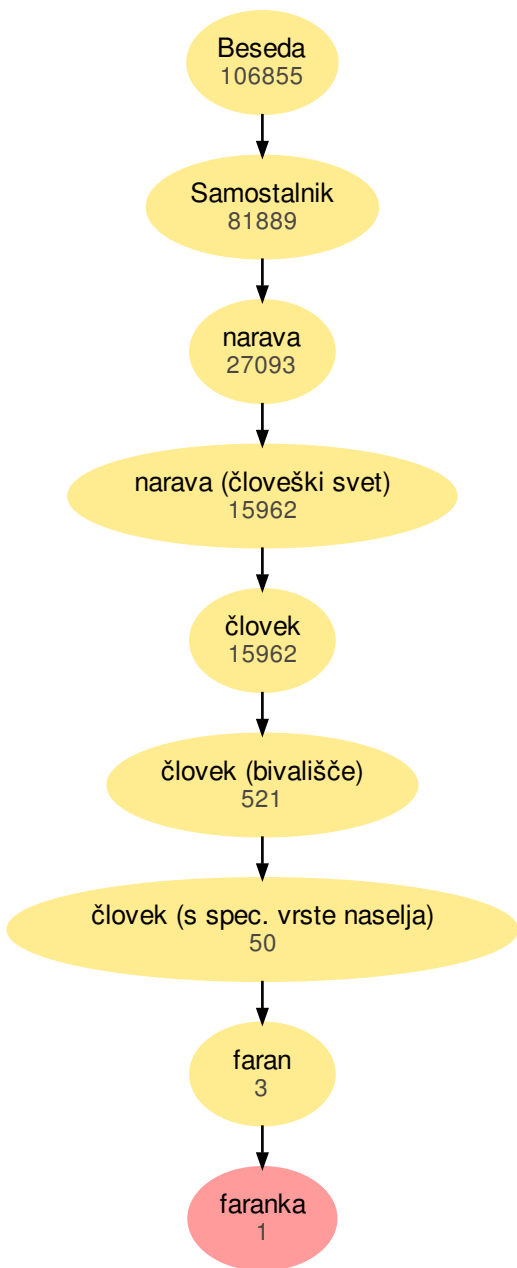 Beseda
106855
Samostalnik
81889
narava
27093
narava (človeški svet)
15962
človek
15962
človek (bivališče)
521
človek (s spec. vrste naselja)
50
faran
3
faranka
1